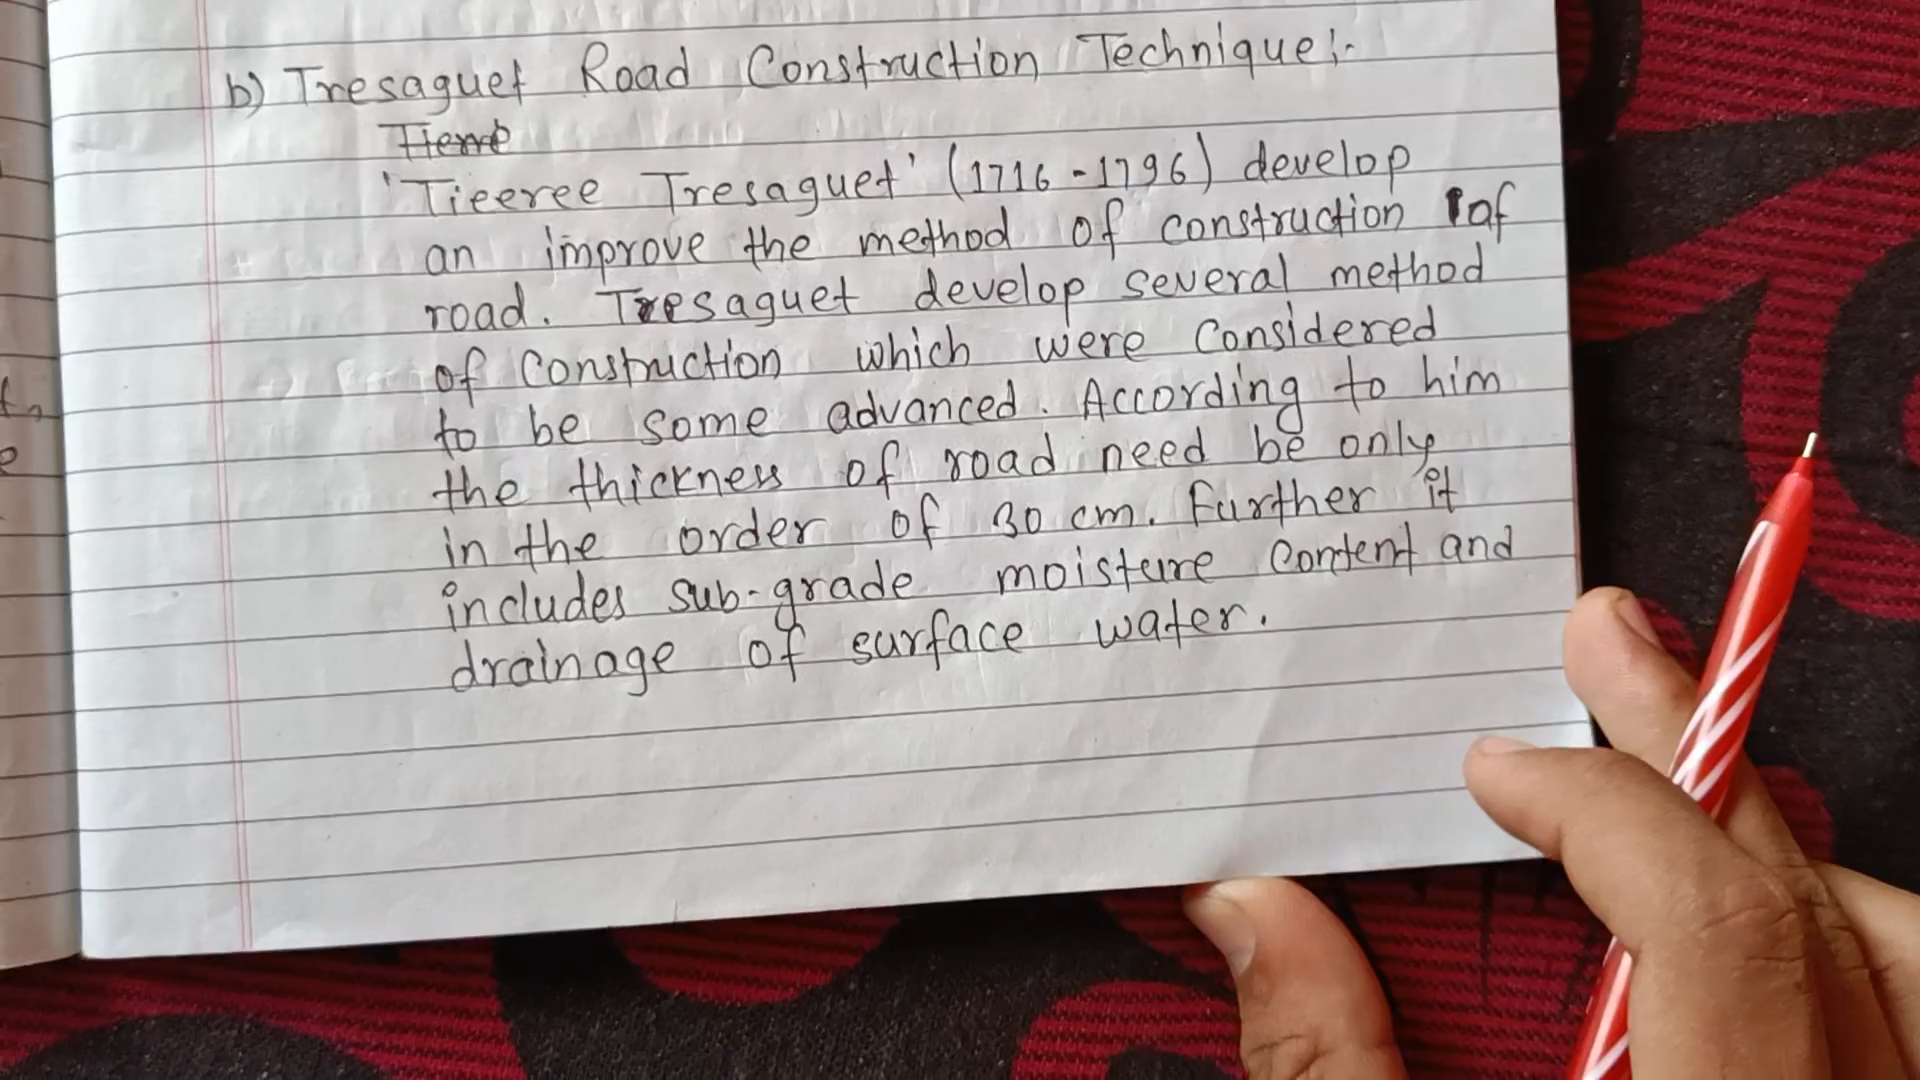 b) Tresaguet Road Construction Technique:-
'Tieeree Tresaguet' (1716-1796) develop
an improve the method of construction of
road. Tresaguet develop several method
of construction which were considered
to be some advanced. According to him
the thickness of road need be only
in the order of 30 cm. Further it
includes sub-grade moisture content and
drainage of surface water.